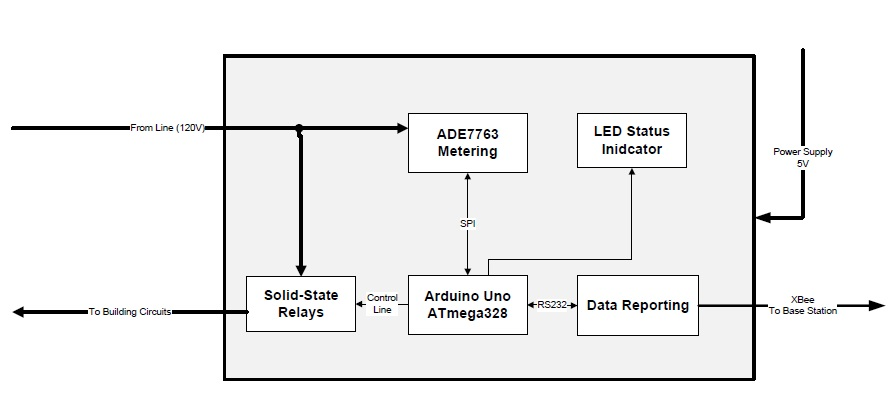 From Line (120V)
ADE7763
Metering
LED Status
Inidcator
Power Supply
5V
SPI
Solid-State
Relays
Control
Line
Arduino Uno
ATmega328
RS232
Data Reporting
XBee
To Base Station
To Building Circuits